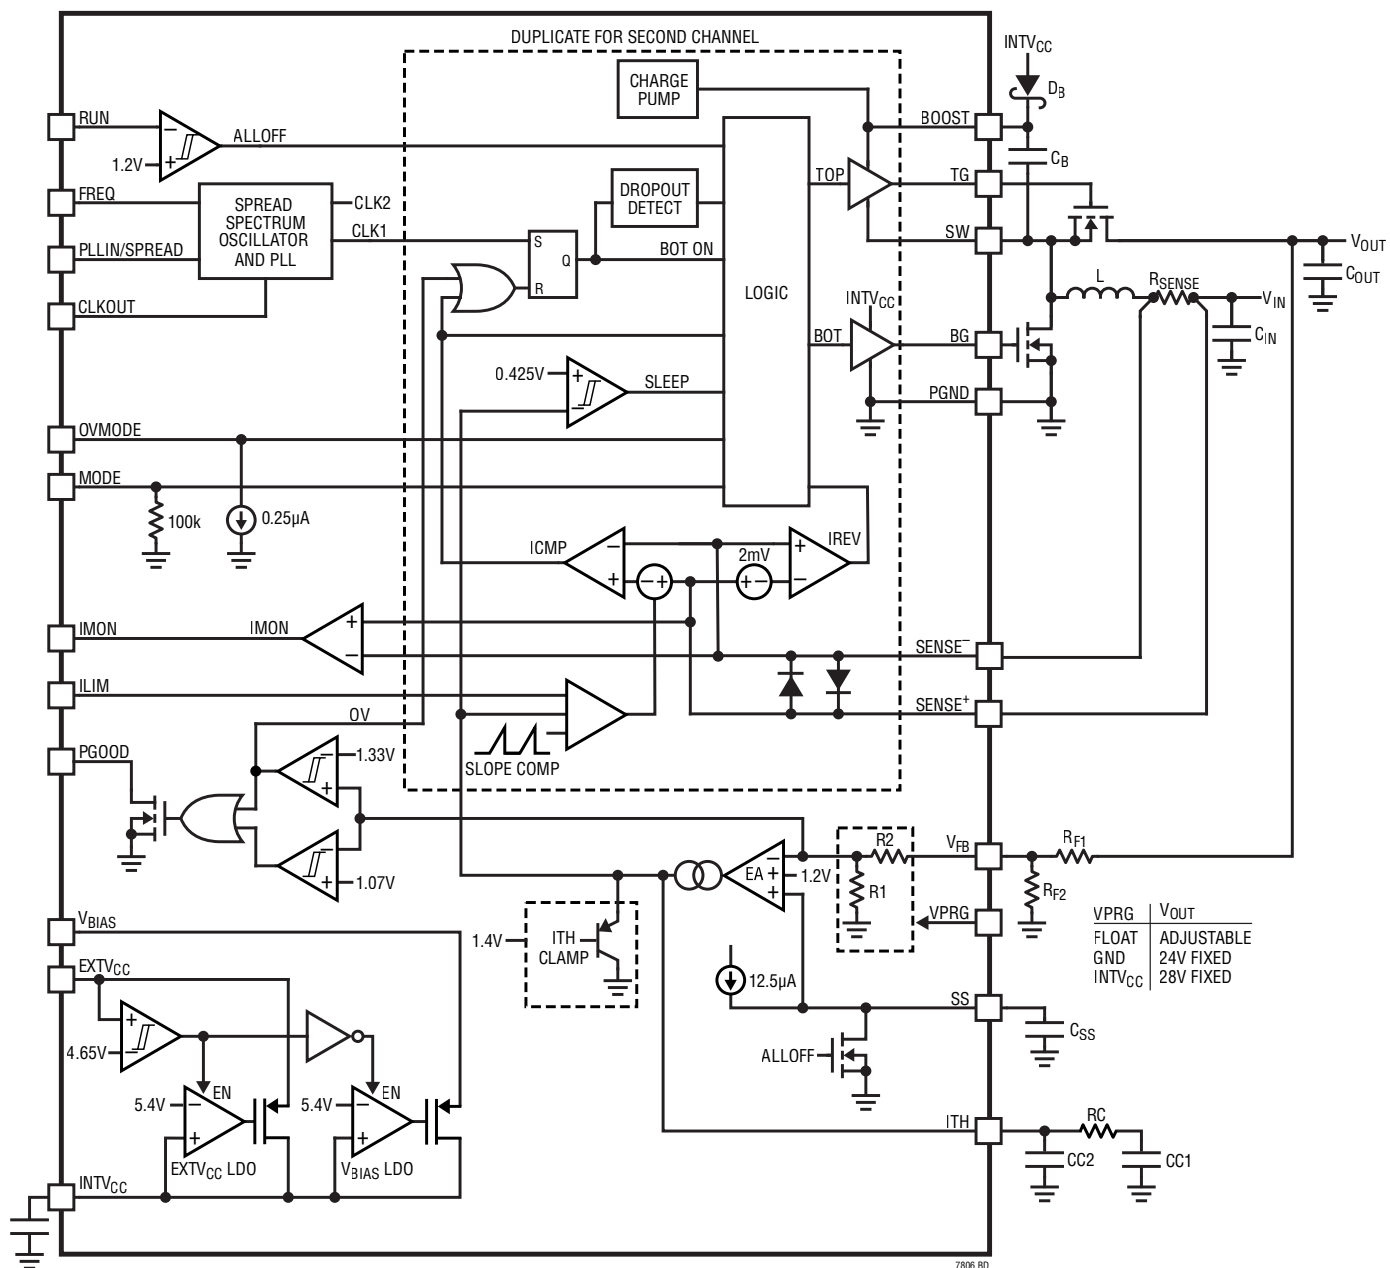 DUPLICATE FOR SECOND CHANNEL
INTVCC
DB
CHARGE
PUMP
RUN
1.2V
ALLOFF
BOOST
CB
FREQ
SPREAD
SPECTRUM
OSCILLATOR
AND PLL
CLK2
CLK1
PLLIN/SPREAD
CLKOUT
DROPOUT
DETECT
S
R
Q
BOT ON
LOGIC
TOP
TG
SW
VOUT
COUT
INTVCC
BOT
BG
PGND
L
RSENSE
VIN
CIN
0.425V
+
−
SLEEP
OVMODE
MODE
100k
0.25µA
ICMP
−
+
− +
2mV
+ −
+
−
IREV
IMON
IMON
+
−
SENSE−
ILIM
SENSE+
OV
SLOPE COMP
PGOOD
−
1.33V
+
−
+
1.07V
EA
−
+
+
1.2V
R2
R1
VFB
RF1
RF2
VPRG
VPRG VOUT
FLOAT ADJUSTABLE
GND 24V FIXED
INTVCC 28V FIXED
VBIAS
1.4V
ITH
CLAMP
EXTVCC
12.5µA
SS
CSS
+
−
4.65V
ALLOFF
EN
5.4V
−
+
EXTVCC LDO
EN
5.4V
−
+
VBIAS LDO
ITH
RC
CC2
CC1
INTVCC
7806 BD